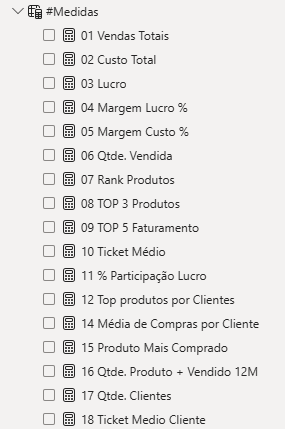 #Medidas
01 Vendas Totais
02 Custo Total
03 Lucro
04 Margem Lucro %
05 Margem Custo %
06 Qtde. Vendida
07 Rank Produtos
08 TOP 3 Produtos
09 TOP 5 Faturamento
10 Ticket Médio
11 % Participação Lucro
12 Top produtos por Clientes
14 Média de Compras por Cliente
15 Produto Mais Comprado
16 Qtde. Produto + Vendido 12M
17 Qtde. Clientes
18 Ticket Medio Cliente